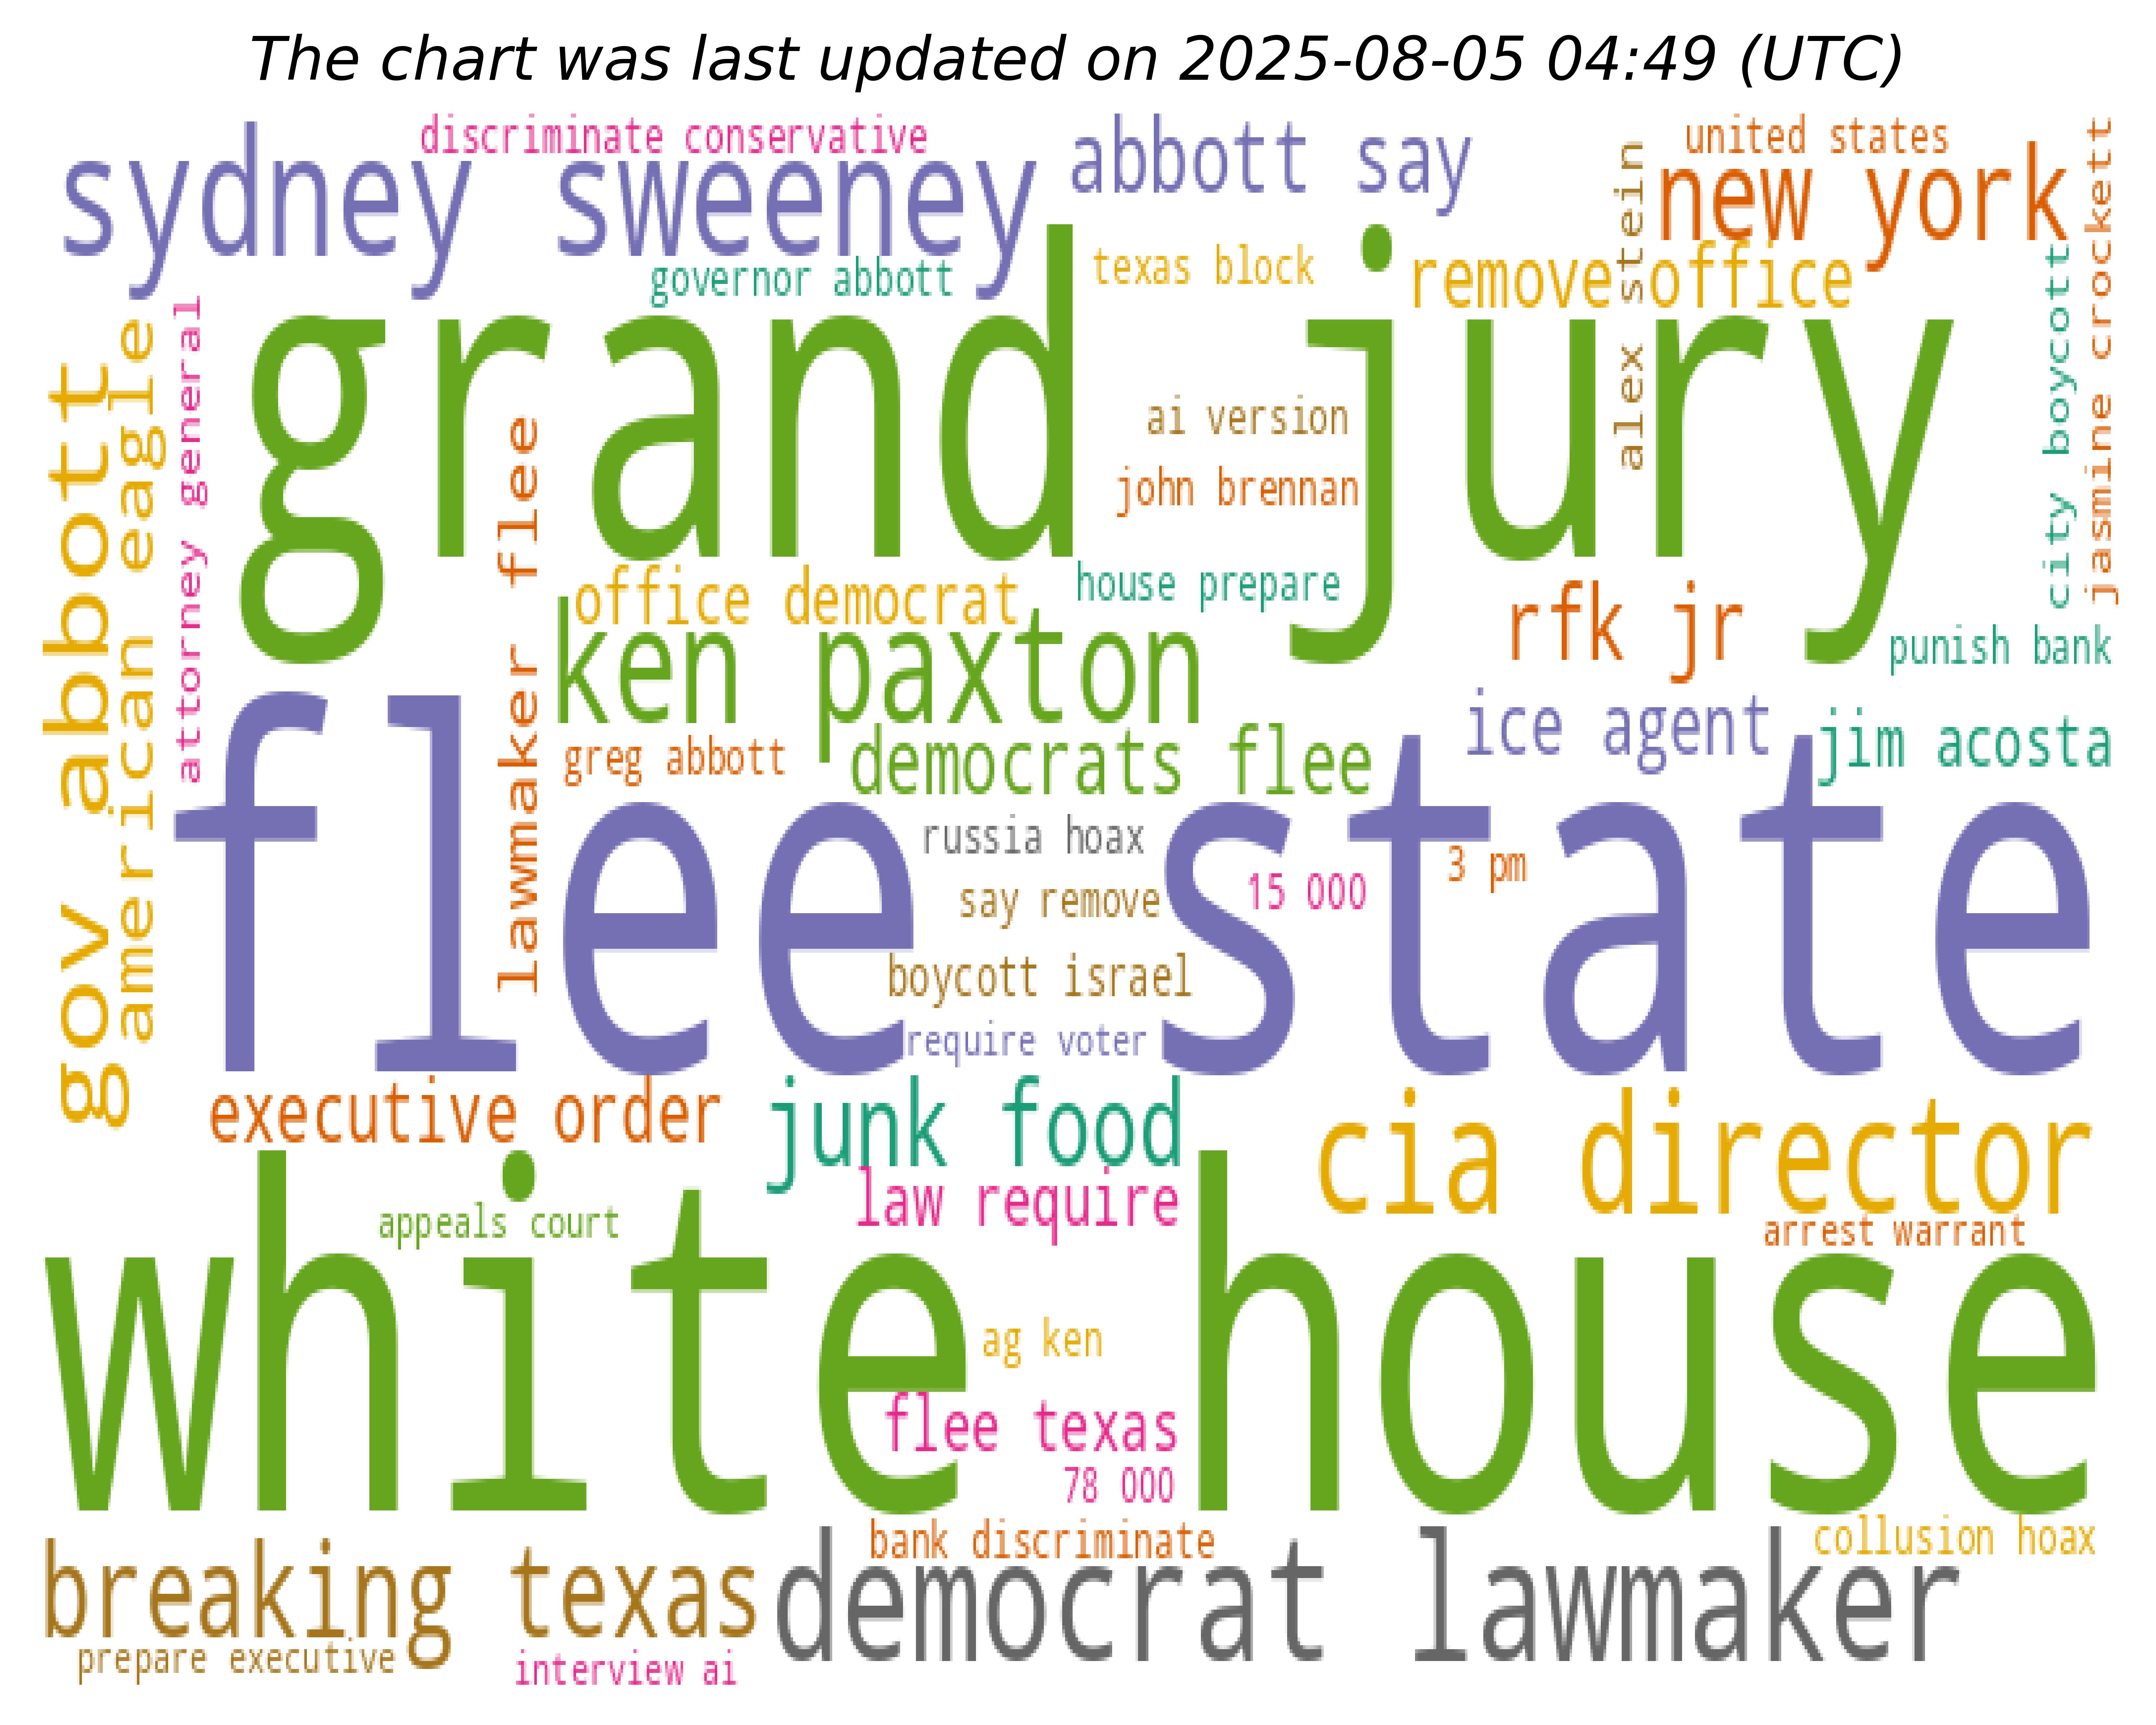 The chart was last updated on 2025-08-05 04:49 (UTC)
discriminate conservative
sydney sweeney
abbott say
united states
new york
alex stein
jasmine crockett
city boycott
governor abbott
texas block
remove office
grand jury
gov abbott
american eagle
attorney general
lawmaker flee
ai version
john brennan
office democrat
house prepare
rfk jr
punish bank
ken paxton
ice agent
jim acosta
greg abbott
democrats flee
flee state
russia hoax
3 pm
say remove
15 000
boycott israel
require voter
executive order
junk food
cia director
law require
appeals court
arrest warrant
white house
ag ken
flee texas
78 000
bank discriminate
collusion hoax
breaking texas
democrat lawmaker
prepare executive
interview ai